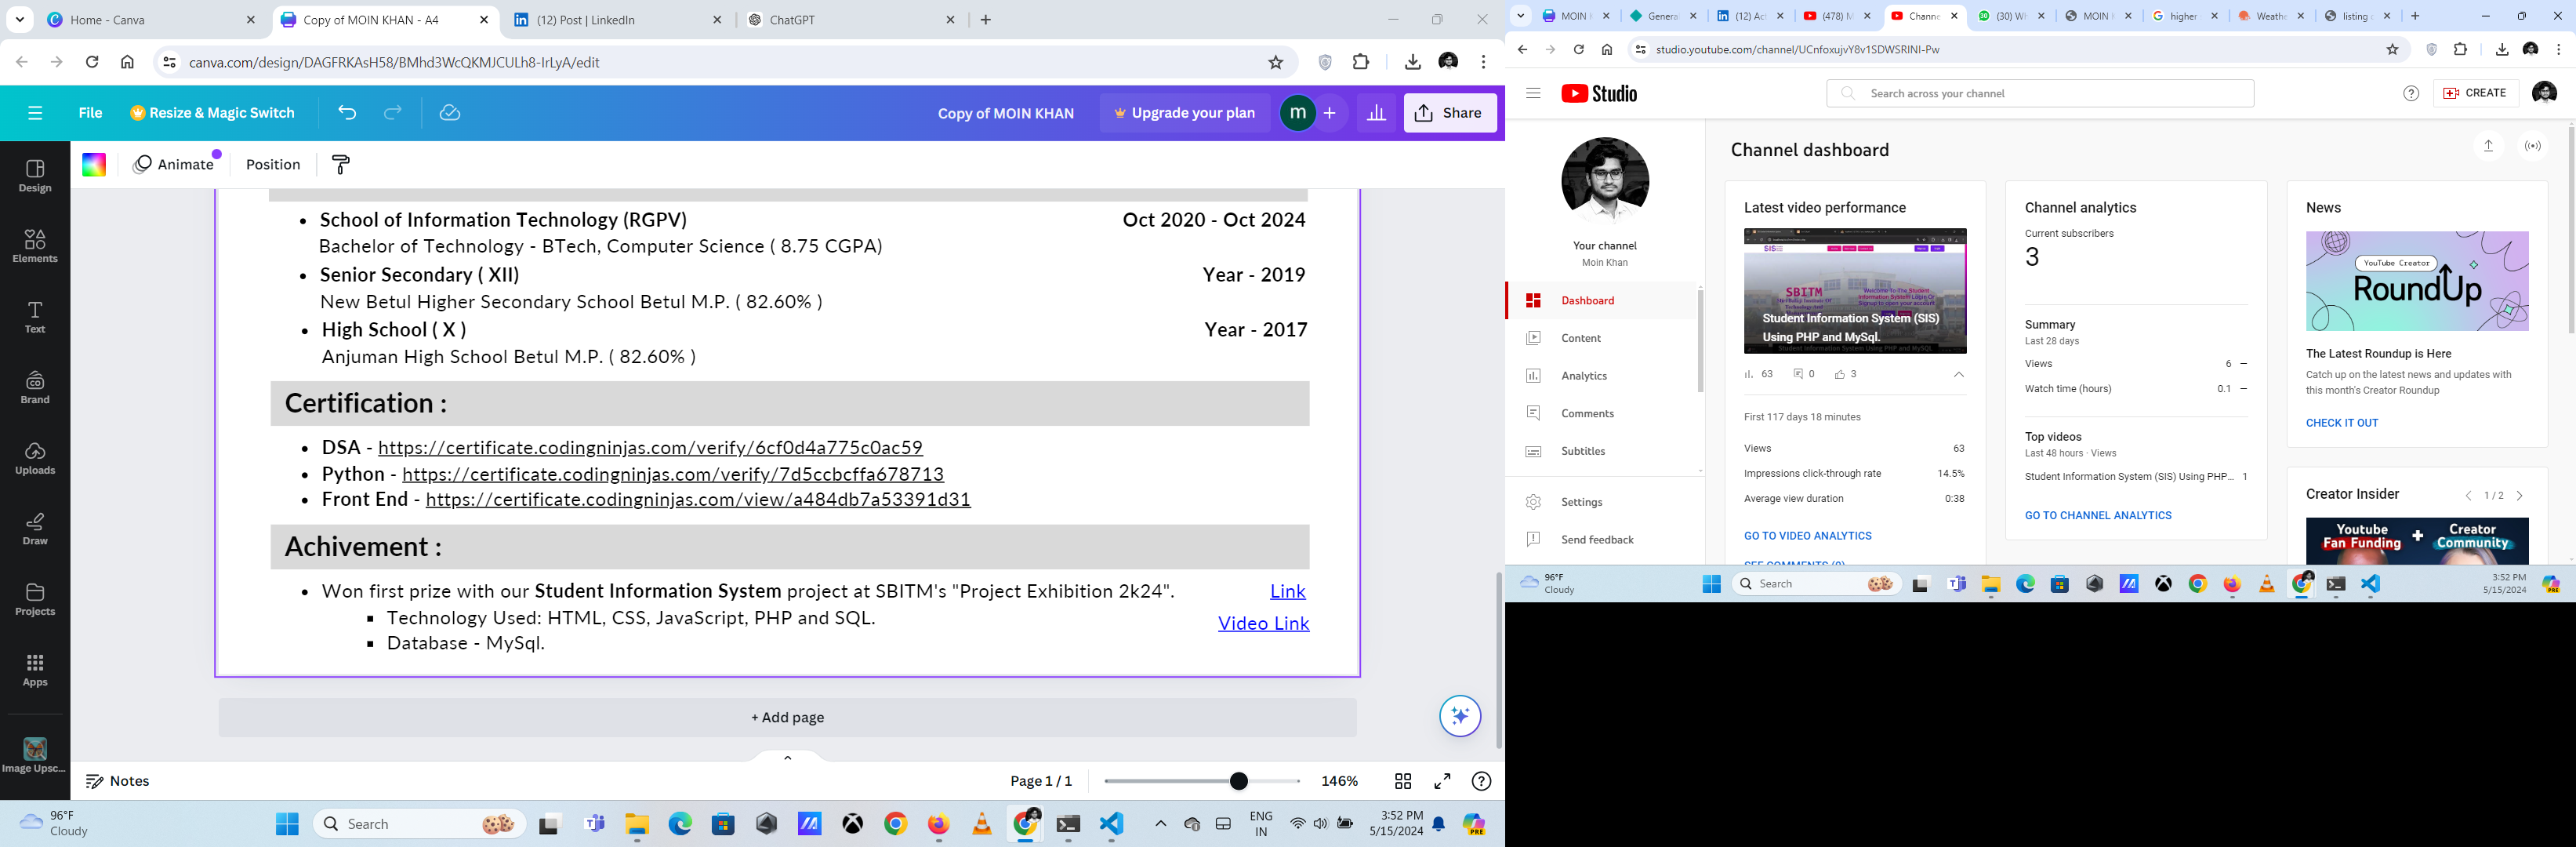 Home - Canva
Copy of MOIN KHAN - A4
(12) Post | LinkedIn
ChatGPT
canva.com/design/DAGFRKAsH58/BMhd3WcQKMJCULh8-IrLyA/edit
File
Resize & Magic Switch
Copy of MOIN KHAN
Upgrade your plan
m
Share
Animate
Position
Design
Elements
Text
Brand
Uploads
Draw
Projects
Apps
Image Upsc...
School of Information Technology (RGPV) Oct 2020 - Oct 2024
Bachelor of Technology - BTech, Computer Science ( 8.75 CGPA)
Senior Secondary ( XII) Year - 2019
New Betul Higher Secondary School Betul M.P. ( 82.60% )
High School ( X ) Year - 2017
Anjuman High School Betul M.P. ( 82.60% )
Certification :
DSA - https://certificate.codingninjas.com/verify/6cf0d4a775c0ac59
Python - https://certificate.codingninjas.com/verify/7d5ccbcffa678713
Front End - https://certificate.codingninjas.com/view/a484db7a53391d31
Achivement :
Won first prize with our Student Information System project at SBITM's "Project Exhibition 2k24". Link
Technology Used: HTML, CSS, JavaScript, PHP and SQL.
Video Link
Database - MySql.
+ Add page
Notes
Page 1 / 1
146%
96°F
Cloudy
Search
ENG
IN
3:52 PM
5/15/2024
PRE
MOIN
Genera
(12) Ac
(478) M
Channe
(30) W
MOIN
higher
Weathe
listing
studio.youtube.com/channel/UCnfoxujvY8v1SDWSRINI-Pw
Studio
Search across your channel
CREATE
Your channel
Moin Khan
Dashboard
Content
Analytics
Comments
Subtitles
Settings
Send feedback
Channel dashboard
Latest video performance
SIS
SBITM
Student Information System (SIS)
Using PHP and MySql.
63 0 3
First 117 days 18 minutes
Views 63
Impressions click-through rate 14.5%
Average view duration 0:38
GO TO VIDEO ANALYTICS
SEE COMMENTS (0)
Channel analytics
Current subscribers
3
Summary
Last 28 days
Views 6 —
Watch time (hours) 0.1 —
Top videos
Last 48 hours · Views
Student Information System (SIS) Using PHP... 1
GO TO CHANNEL ANALYTICS
News
YouTube Creator
RoundUp
The Latest Roundup is Here
Catch up on the latest news and updates with
this month's Creator Roundup
CHECK IT OUT
Creator Insider
1 / 2
Youtube
Fan Funding
+
Creator
Community
96°F
Cloudy
Search
3:52 PM
5/15/2024
PRE